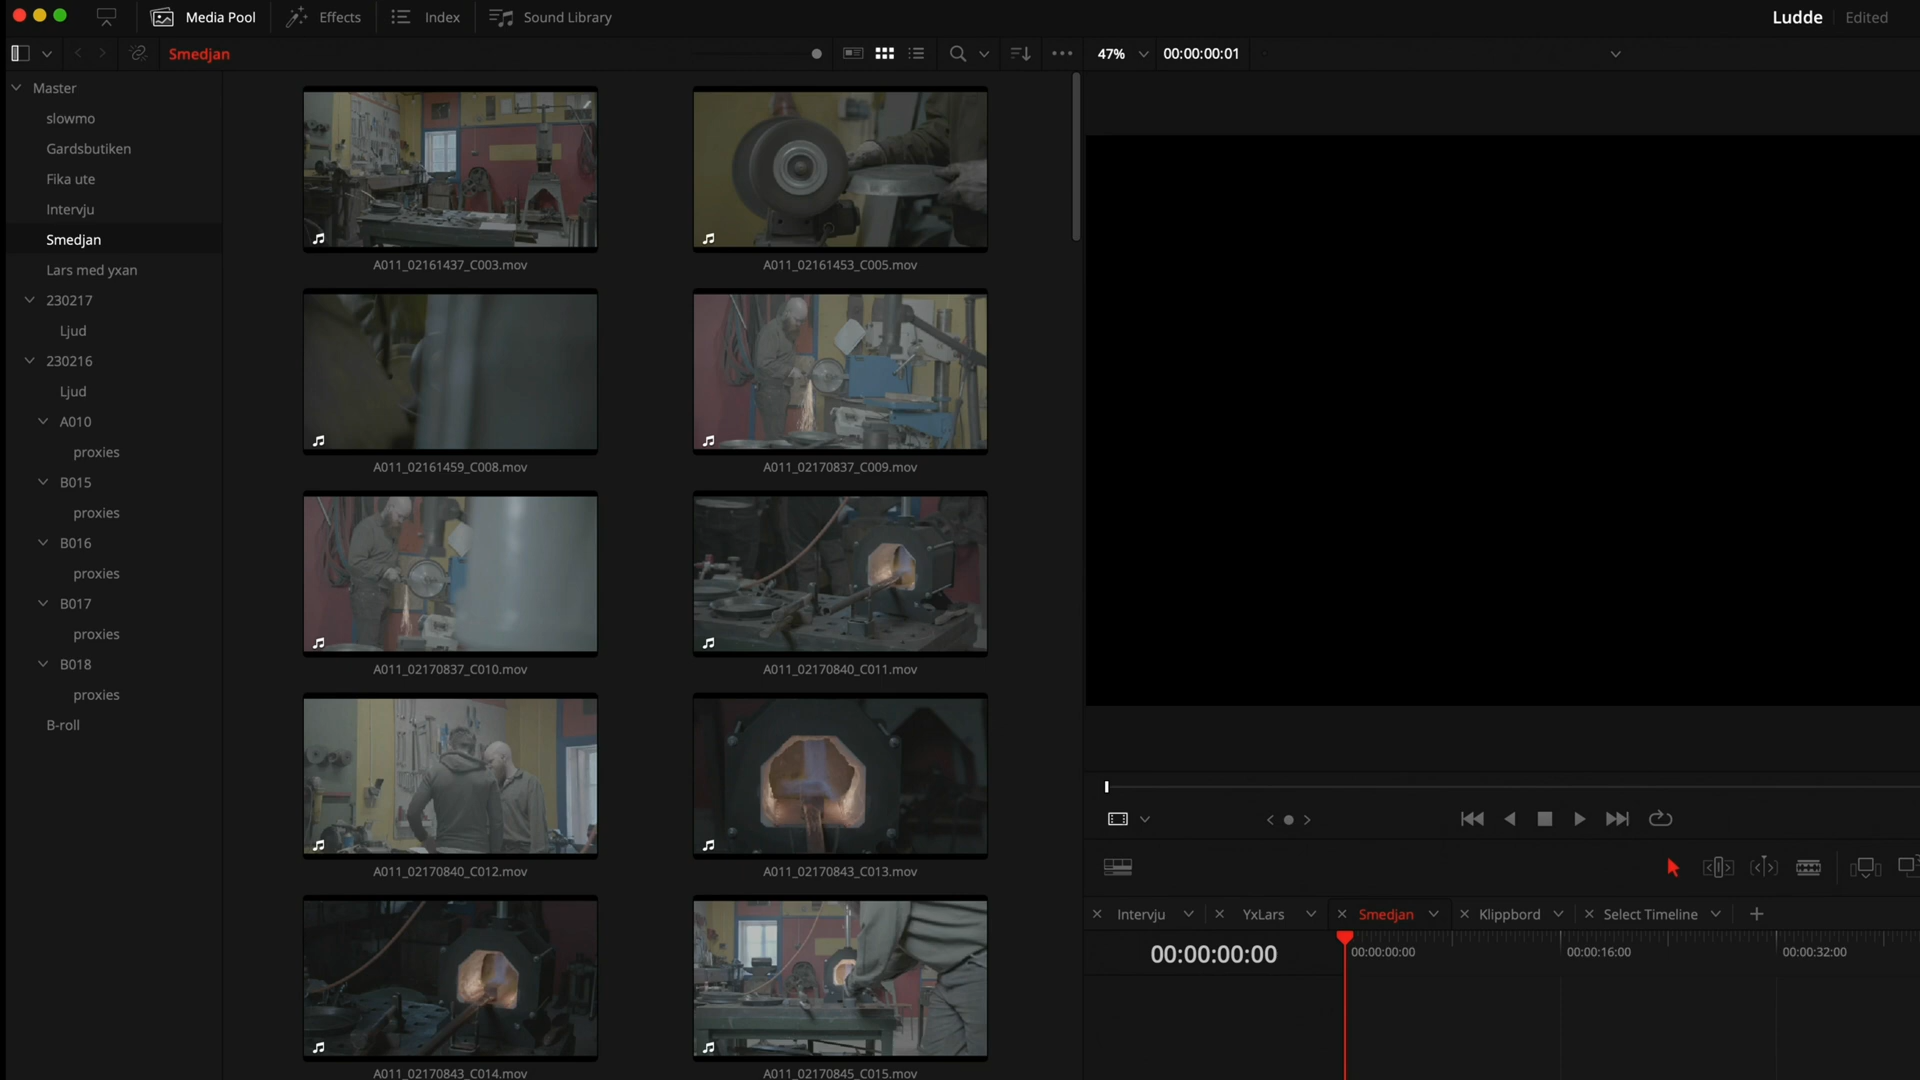 Media Pool
Effects
Index
Sound Library
Ludde
Edited
Smedjan
47%
00:00:00:01
Master
slowmo
Gardsbutiken
Fika ute
Intervju
Smedjan
Lars med yxan
230217
Ljud
230216
Ljud
A010
proxies
B015
proxies
B016
proxies
B017
proxies
B018
proxies
B-roll
A011_02161437_C003.mov
A011_02161453_C005.mov
A011_02161459_C008.mov
A011_02170837_C009.mov
A011_02170837_C010.mov
A011_02170840_C011.mov
A011_02170840_C012.mov
A011_02170843_C013.mov
A011_02170843_C014.mov
A011_02170845_C015.mov
Intervju
YxLars
Smedjan
Klippbord
Select Timeline
00:00:00:00
00:00:00:00
00:00:16:00
00:00:32:00